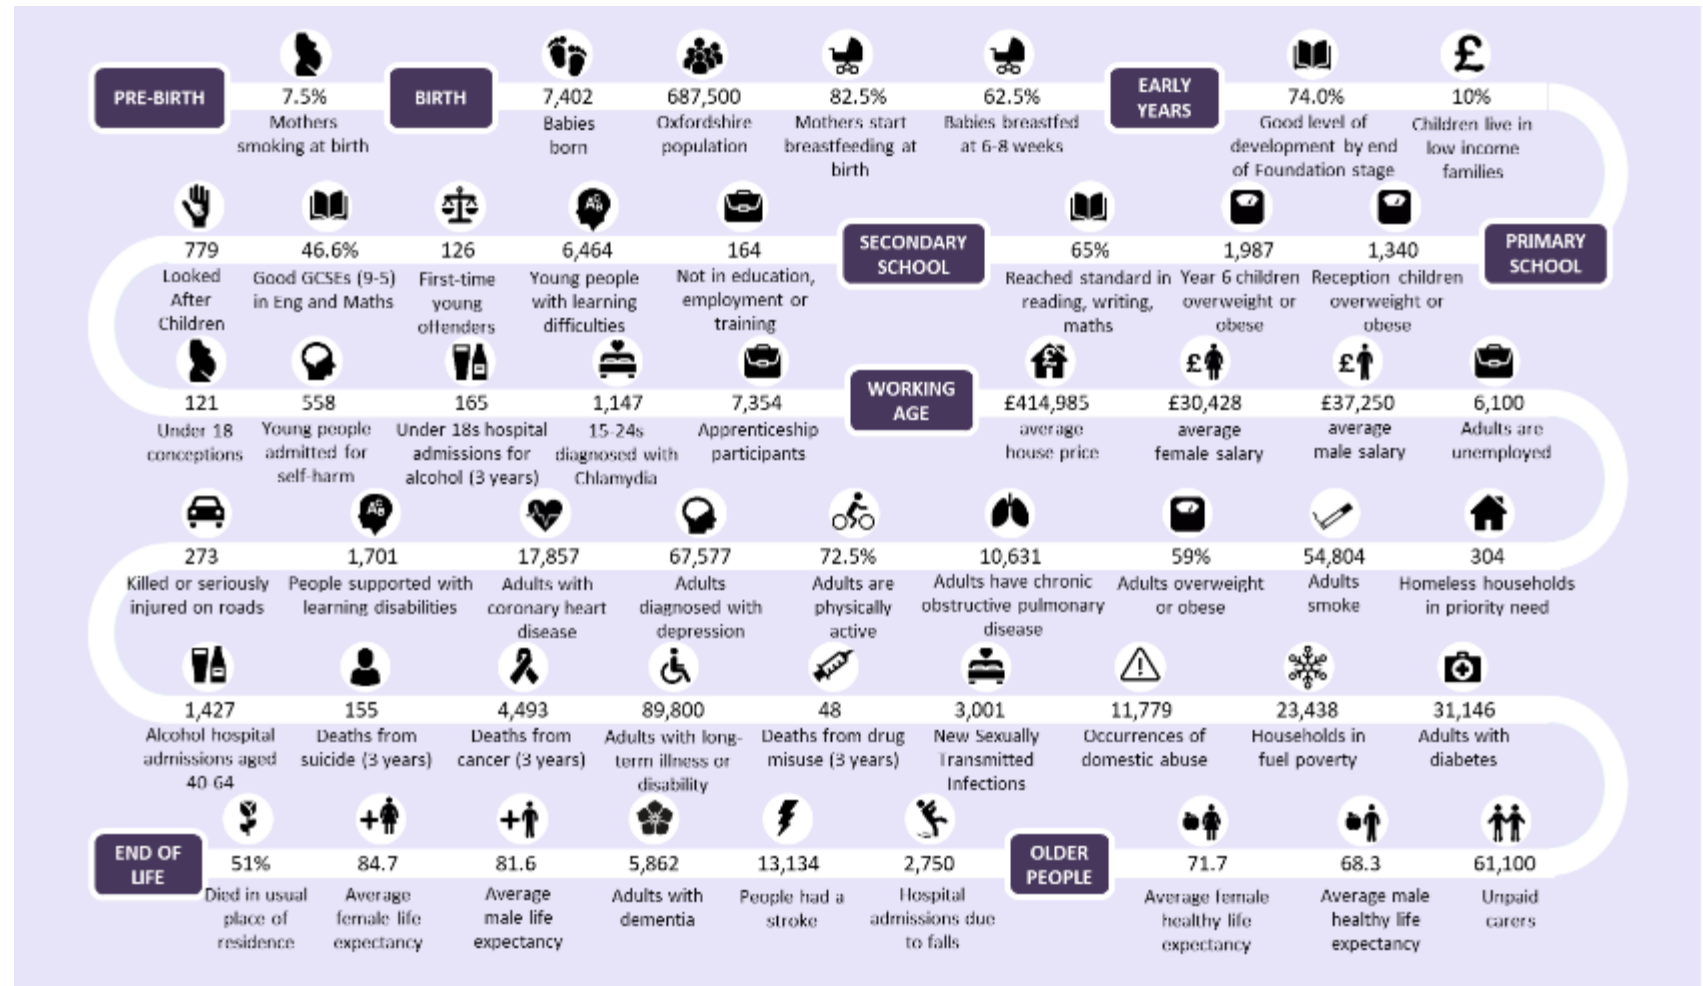 PRE-BIRTH
7.5%
Mothers
smoking at birth
BIRTH
7,402
Babies
born
687,500
Oxfordshire
population
82.5%
Mothers start
breastfeeding at
birth
62.5%
Babies breastfed
at 6-8 weeks
EARLY
YEARS
74.0%
Good level of
development by end
of Foundation stage
10%
Children live in
low income
families
PRIMARY
SCHOOL
1,340
Reception children
overweight or
obese
1,987
Year 6 children
overweight or
obese
65%
Reached standard in
reading, writing,
maths
SECONDARY
SCHOOL
164
Not in education,
employment or
training
6,464
Young people
with learning
difficulties
126
First-time
young
offenders
46.6%
Good GCSEs (9-5)
in Eng and Maths
779
Looked
After
Children
121
Under 18
conceptions
558
Young people
admitted for
self-harm
165
Under 18s hospital
admissions for
alcohol (3 years)
1,147
15-24s
diagnosed with
Chlamydia
7,354
Apprenticeship
participants
WORKING
AGE
£414,985
average
house price
£30,428
average
female salary
£37,250
average
male salary
6,100
Adults are
unemployed
304
Homeless households
in priority need
54,804
Adults
smoke
59%
Adults overweight
or obese
10,631
Adults have chronic
obstructive pulmonary
disease
72.5%
Adults are
physically
active
67,577
Adults
diagnosed with
depression
17,857
Adults with
coronary heart
disease
1,701
People supported with
learning disabilities
273
Killed or seriously
injured on roads
1,427
Alcohol hospital
admissions aged
40-64
155
Deaths from
suicide (3 years)
4,493
Deaths from
cancer (3 years)
89,800
Adults with long-
term illness or
disability
48
Deaths from drug
misuse (3 years)
3,001
New Sexually
Transmitted
Infections
11,779
Occurrences of
domestic abuse
23,438
Households in
fuel poverty
31,146
Adults with
diabetes
61,100
Unpaid
carers
68.3
Average male
healthy life
expectancy
71.7
Average female
healthy life
expectancy
OLDER
PEOPLE
2,750
Hospital
admissions due
to falls
13,134
People had a
stroke
5,862
Adults with
dementia
81.6
Average
male life
expectancy
84.7
Average
female life
expectancy
51%
Died in usual
place of
residence
END OF
LIFE